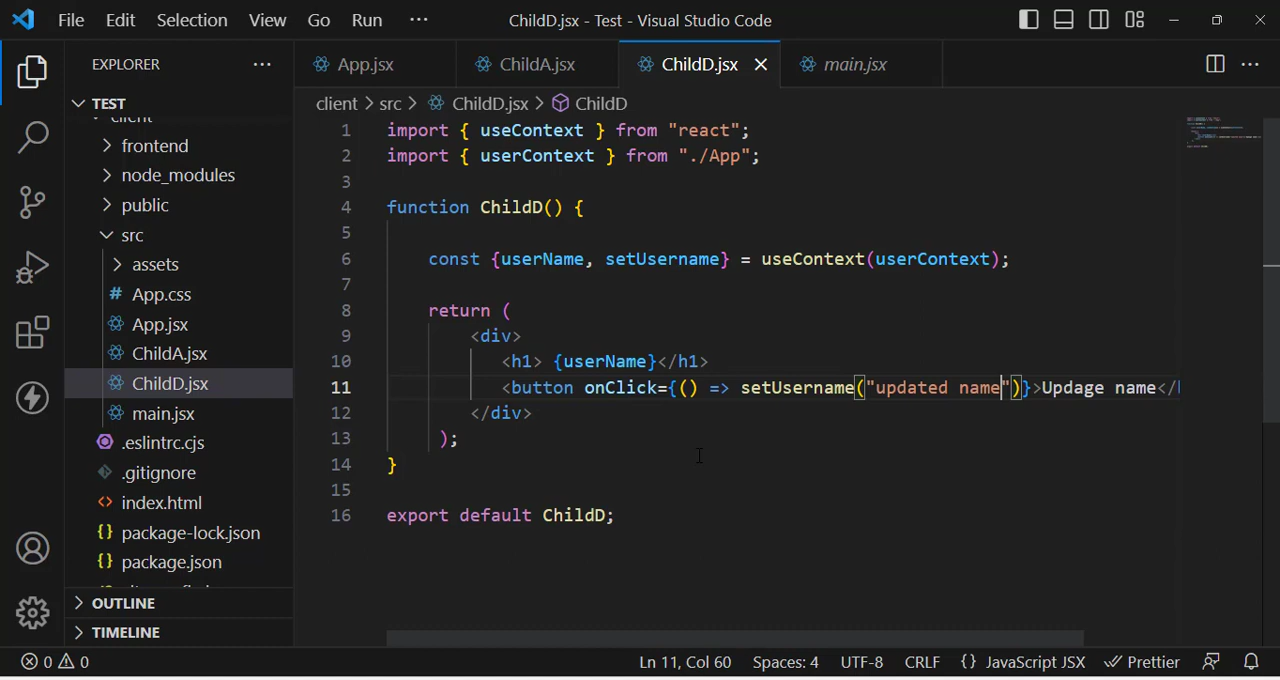 File Edit Selection View Go Run ··· ChildD.jsx - Test - Visual Studio Code
EXPLORER ···
App.jsx ChildA.jsx ChildD.jsx main.jsx
TEST
client > src > ChildD.jsx > ChildD
client
frontend
node_modules
public
src
assets
App.css
App.jsx
ChildA.jsx
ChildD.jsx
main.jsx
.eslintrc.cjs
.gitignore
index.html
package-lock.json
package.json
OUTLINE
TIMELINE
1 import { useContext } from "react";
2 import { userContext } from "./App";
3
4 function ChildD() {
5
6 const {userName, setUsername} = useContext(userContext);
7
8 return (
9 <div>
10 <h1> {userName}</h1>
11 <button onClick={() => setUsername("updated name")}>Updage name</
12 </div>
13 );
14 }
15
16 export default ChildD;
0 0 Ln 11, Col 60 Spaces: 4 UTF-8 CRLF {} JavaScript JSX Prettier